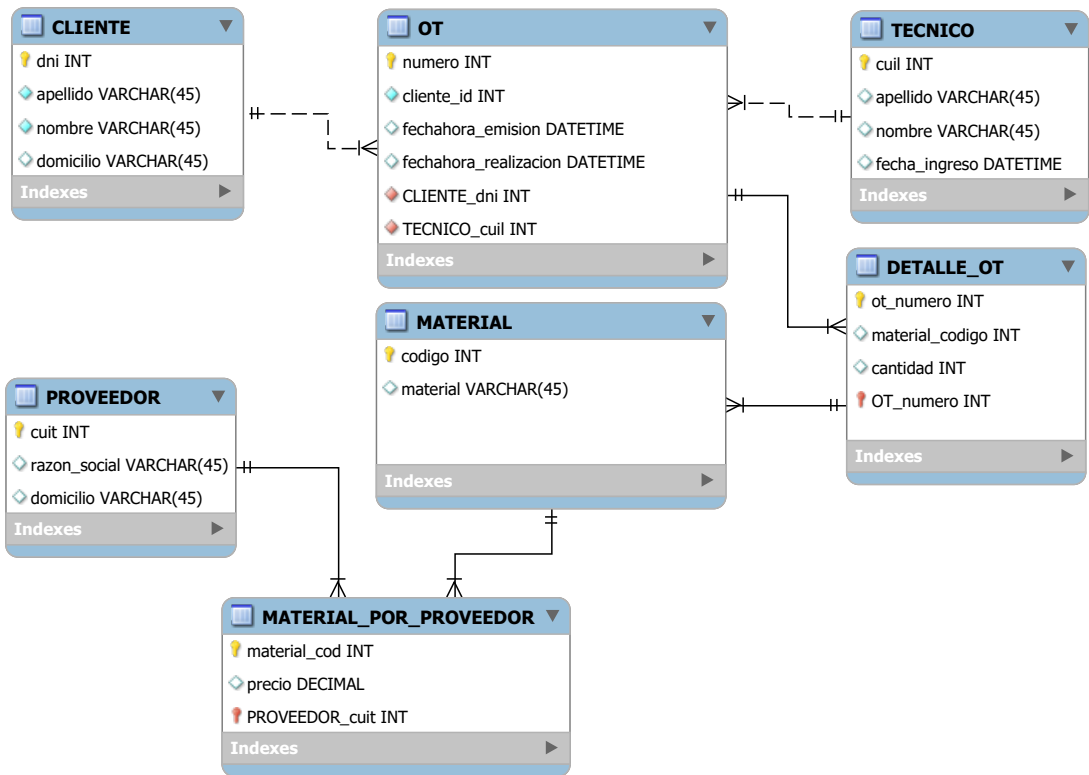 CLIENTE
dni INT
apellido VARCHAR(45)
nombre VARCHAR(45)
domicilio VARCHAR(45)
Indexes
OT
numero INT
cliente_id INT
fechahora_emision DATETIME
fechahora_realizacion DATETIME
CLIENTE_dni INT
TECNICO_cuil INT
Indexes
TECNICO
cuil INT
apellido VARCHAR(45)
nombre VARCHAR(45)
fecha_ingreso DATETIME
Indexes
DETALLE_OT
ot_numero INT
material_codigo INT
cantidad INT
OT_numero INT
Indexes
MATERIAL
codigo INT
material VARCHAR(45)
Indexes
PROVEEDOR
cuit INT
razon_social VARCHAR(45)
domicilio VARCHAR(45)
Indexes
MATERIAL_POR_PROVEEDOR
material_cod INT
precio DECIMAL
PROVEEDOR_cuit INT
Indexes